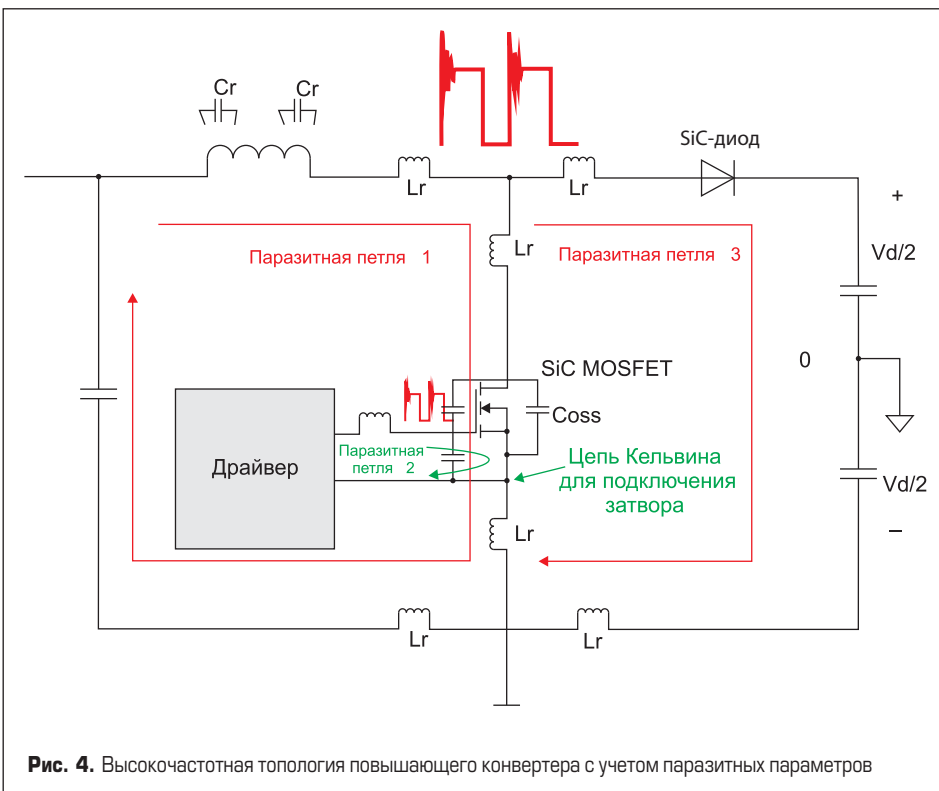 Cr
Cr
SiC-диод
Lr
Lr
+
Паразитная петля 1
Lr
Паразитная петля 3
Vd/2
SiC MOSFET
0
Coss
Драйвер
Паразитная
петля 2
Цепь Кельвина
для подключения
затвора
Vd/2
Lr
–
Lr
Lr
Рис. 4. Высокочастотная топология повышающего конвертера с учетом паразитных параметров